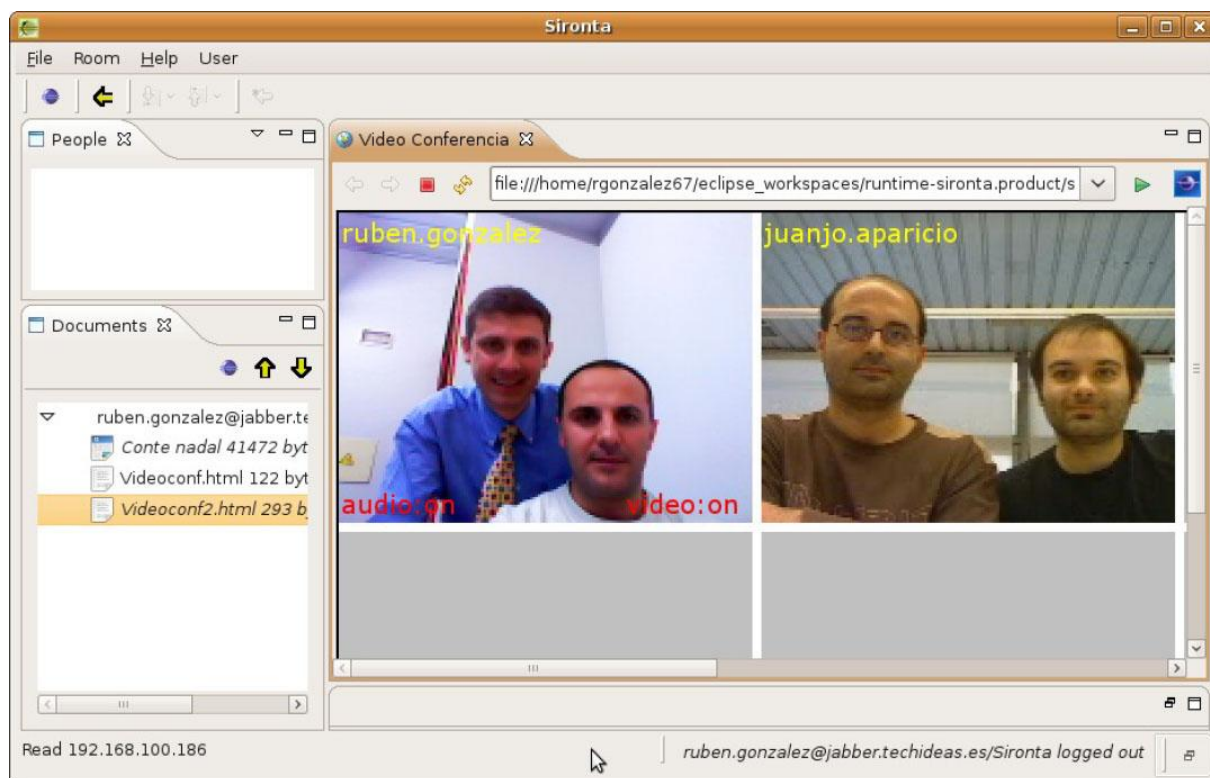 Sironta
File Room Help User
People
Video Conferencia
file:///home/rgonzalez67/eclipse_workspaces/runtime-sironta.product/s
ruben.gonzalez
juanjo.aparicio
audio:on video:on
Documents
ruben.gonzalez@jabber.te
Conte nadal 41472 byt
Videoconf.html 122 byt
Videoconf2.html 293 b
Read 192.168.100.186
ruben.gonzalez@jabber.techideas.es/Sironta logged out